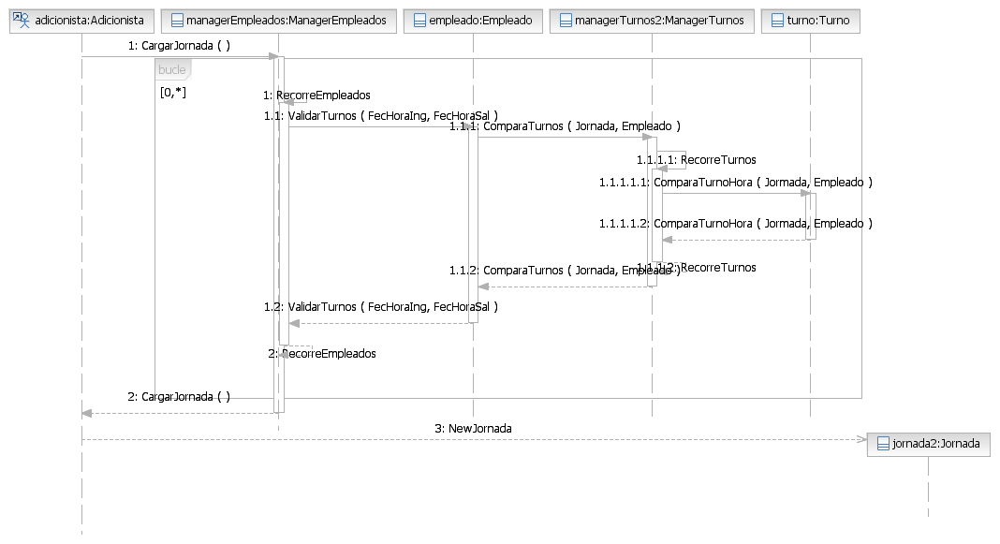 adicionista:Adicionista
managerEmpleados:ManagerEmpleados
empleado:Empleado
managerTurnos2:ManagerTurnos
turno:Turno
1: CargarJornada ( )
bucle
[0,*]
1: RecorreEmpleados
1.1: ValidarTurnos ( FecHoraIng, FecHoraSal )
1.1.1: ComparaTurnos ( Jornada, Empleado )
1.1.1.1: RecorreTurnos
1.1.1.1.1: ComparaTurnoHora ( Jormada, Empleado )
1.1.1.1.2: ComparaTurnoHora ( Jormada, Empleado )
1.1.1.2: RecorreTurnos
1.1.2: ComparaTurnos ( Jornada, Empleado )
1.2: ValidarTurnos ( FecHoraIng, FecHoraSal )
2: RecorreEmpleados
2: CargarJornada ( )
3: NewJornada
jornada2:Jornada